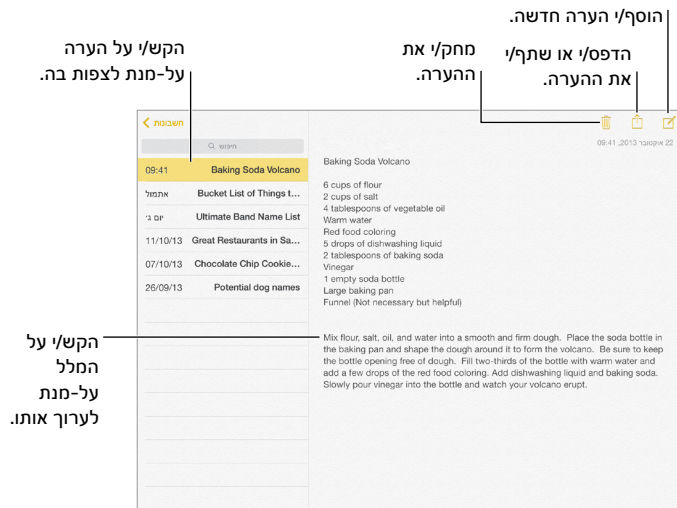 הוסף/י הערה חדשה.
הדפס/י או שתף/י
את ההערה.
מחק/י את
ההערה.
הקש/י על הערה
על-מנת לצפות בה.
חשבונות
חיפוש
09:41 Baking Soda Volcano
אתמול Bucket List of Things t...
יום ג׳ Ultimate Band Name List
11/10/13 Great Restaurants in Sa...
07/10/13 Chocolate Chip Cookie...
26/09/13 Potential dog names
22 אוקטובר 2013, 09:41
Baking Soda Volcano
6 cups of flour
2 cups of salt
4 tablespoons of vegetable oil
Warm water
Red food coloring
5 drops of dishwashing liquid
2 tablespoons of baking soda
Vinegar
1 empty soda bottle
Large baking pan
Funnel (Not necessary but helpful)
Mix flour, salt, oil, and water into a smooth and firm dough. Place the soda bottle in
the baking pan and shape the dough around it to form the volcano. Be sure to keep
the bottle opening free of dough. Fill two-thirds of the bottle with warm water and
add a few drops of the red food coloring. Add dishwashing liquid and baking soda.
Slowly pour vinegar into the bottle and watch your volcano erupt.
הקש/י על
המלל
על-מנת
לערוך אותו.